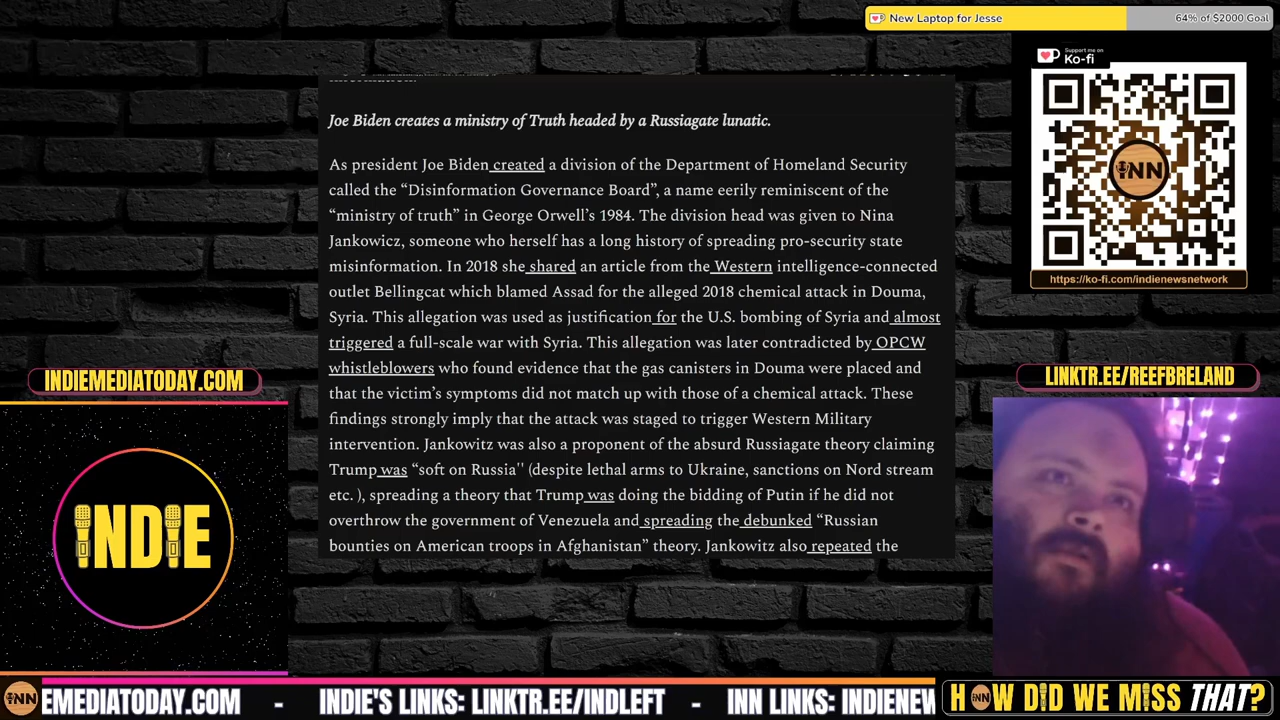 New Laptop for Jesse
64% of $2000 Goal
Support me on
Ko-fi
iNN
https://ko-fi.com/indienewsnetwork
Joe Biden creates a ministry of Truth headed by a Russiagate lunatic.
As president Joe Biden created a division of the Department of Homeland Security
called the “Disinformation Governance Board”, a name eerily reminiscent of the
“ministry of truth” in George Orwell’s 1984. The division head was given to Nina
Jankowicz, someone who herself has a long history of spreading pro-security state
misinformation. In 2018 she shared an article from the Western intelligence-connected
outlet Bellingcat which blamed Assad for the alleged 2018 chemical attack in Douma,
Syria. This allegation was used as justification for the U.S. bombing of Syria and almost
triggered a full-scale war with Syria. This allegation was later contradicted by OPCW
whistleblowers who found evidence that the gas canisters in Douma were placed and
that the victim’s symptoms did not match up with those of a chemical attack. These
findings strongly imply that the attack was staged to trigger Western Military
intervention. Jankowitz was also a proponent of the absurd Russiagate theory claiming
Trump was “soft on Russia'' (despite lethal arms to Ukraine, sanctions on Nord stream
etc. ), spreading a theory that Trump was doing the bidding of Putin if he did not
overthrow the government of Venezuela and spreading the debunked “Russian
bounties on American troops in Afghanistan” theory. Jankowitz also repeated the
INDIEMEDIATODAY.COM
LINKTR.EE/REEFBRELAND
INDIE
iNN
EMEDIATODAY.COM - INDIE'S LINKS: LINKTR.EE/INDLEFT - INN LINKS: INDIENEW
HOW DID WE MISS THAT?